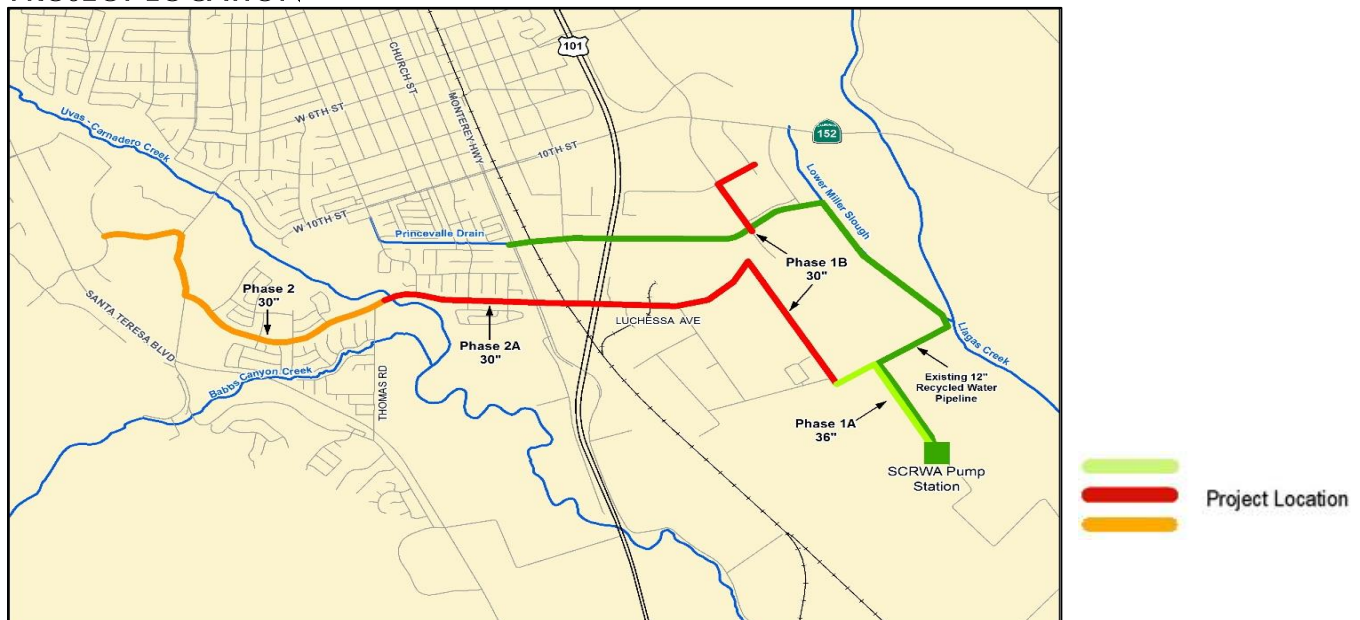 PROJECT LOCATION
101
CHURCH ST
MONTEREY HWY
W 6TH ST
10TH ST
152
Uvas - Carnadero Creek
Lower Miller Slough
W 10TH ST
Princevalle Drain
Phase 1B
30"
Phase 2
30"
SANTA TERESA BLVD
LUCHESSA AVE
Llagas Creek
Phase 2A
30"
Babbs Canyon Creek
THOMAS RD
Existing 12"
Recycled Water
Pipeline
Phase 1A
36"
SCRWA Pump
Station
Project Location